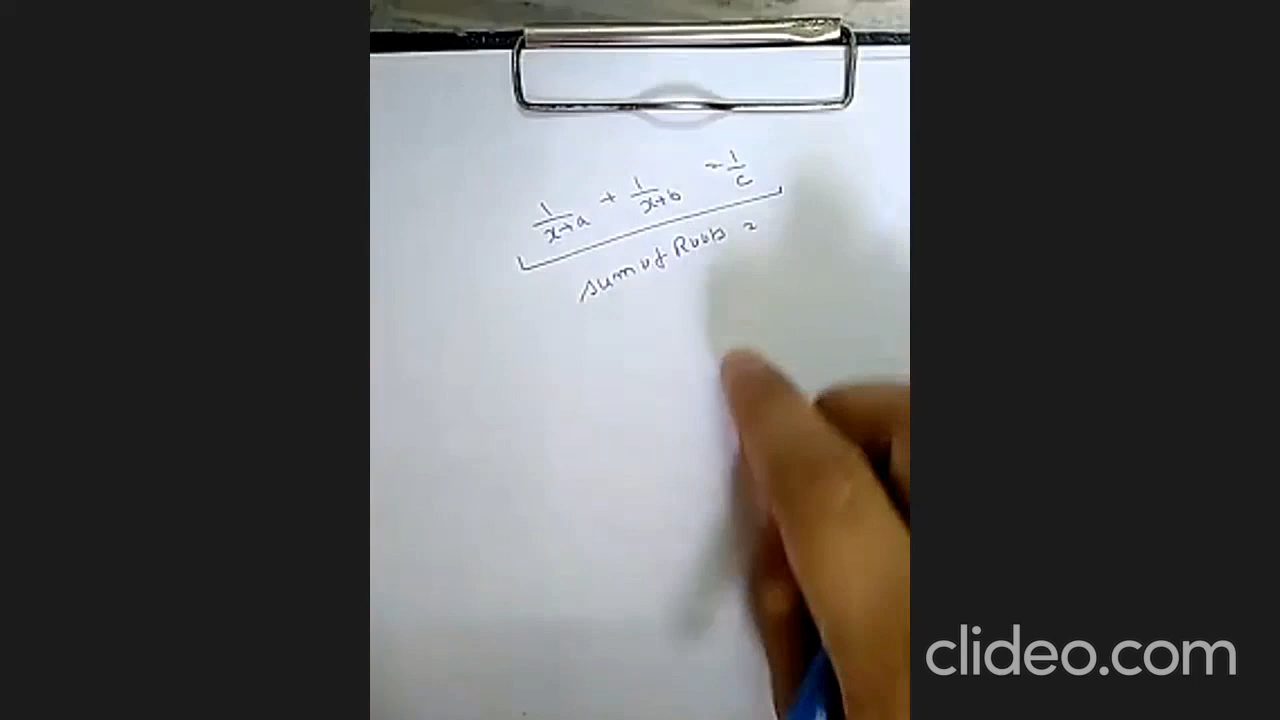 1/x+a + 1/x+b = 1/c
sum of Roots =
clideo.com